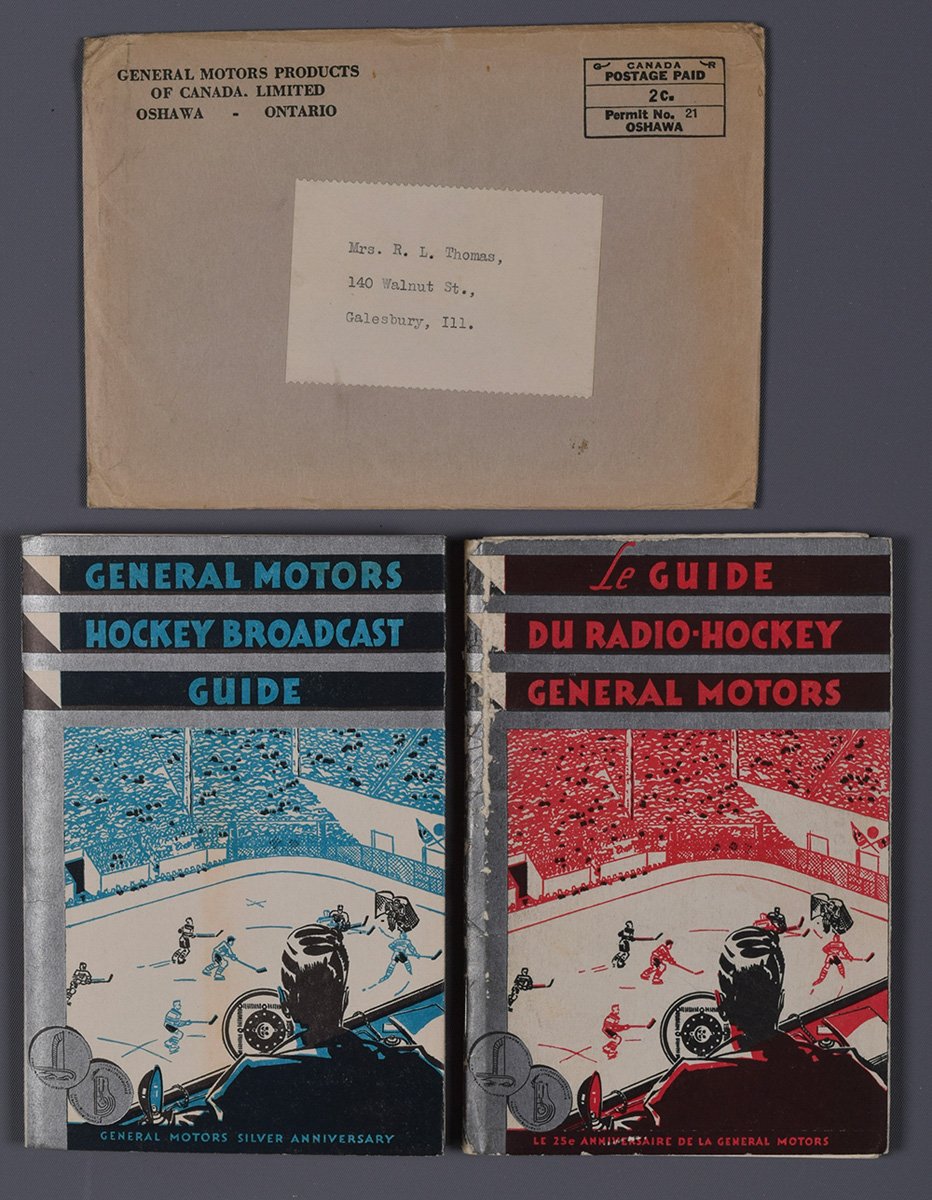 GENERAL MOTORS PRODUCTS
OF CANADA. LIMITED
OSHAWA - ONTARIO
G CANADA R
POSTAGE PAID
2c.
Permit No. 21
OSHAWA
Mrs. R. L. Thomas,
140 Walnut St.,
Galesbury, Ill.
GENERAL MOTORS
HOCKEY BROADCAST
GUIDE
GENERAL MOTORS SILVER ANNIVERSARY
Le GUIDE
DU RADIO-HOCKEY
GENERAL MOTORS
LE 25e ANNIVERSAIRE DE LA GENERAL MOTORS